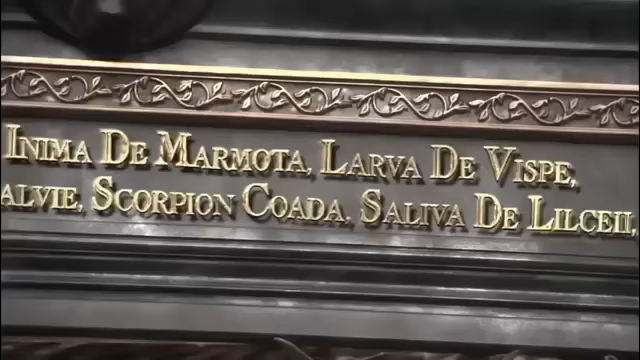 INIMA DE MARMOTA, LARVA DE VISPE,
ALVIE, SCORPION COADA. SALIVA DE LILCEII,